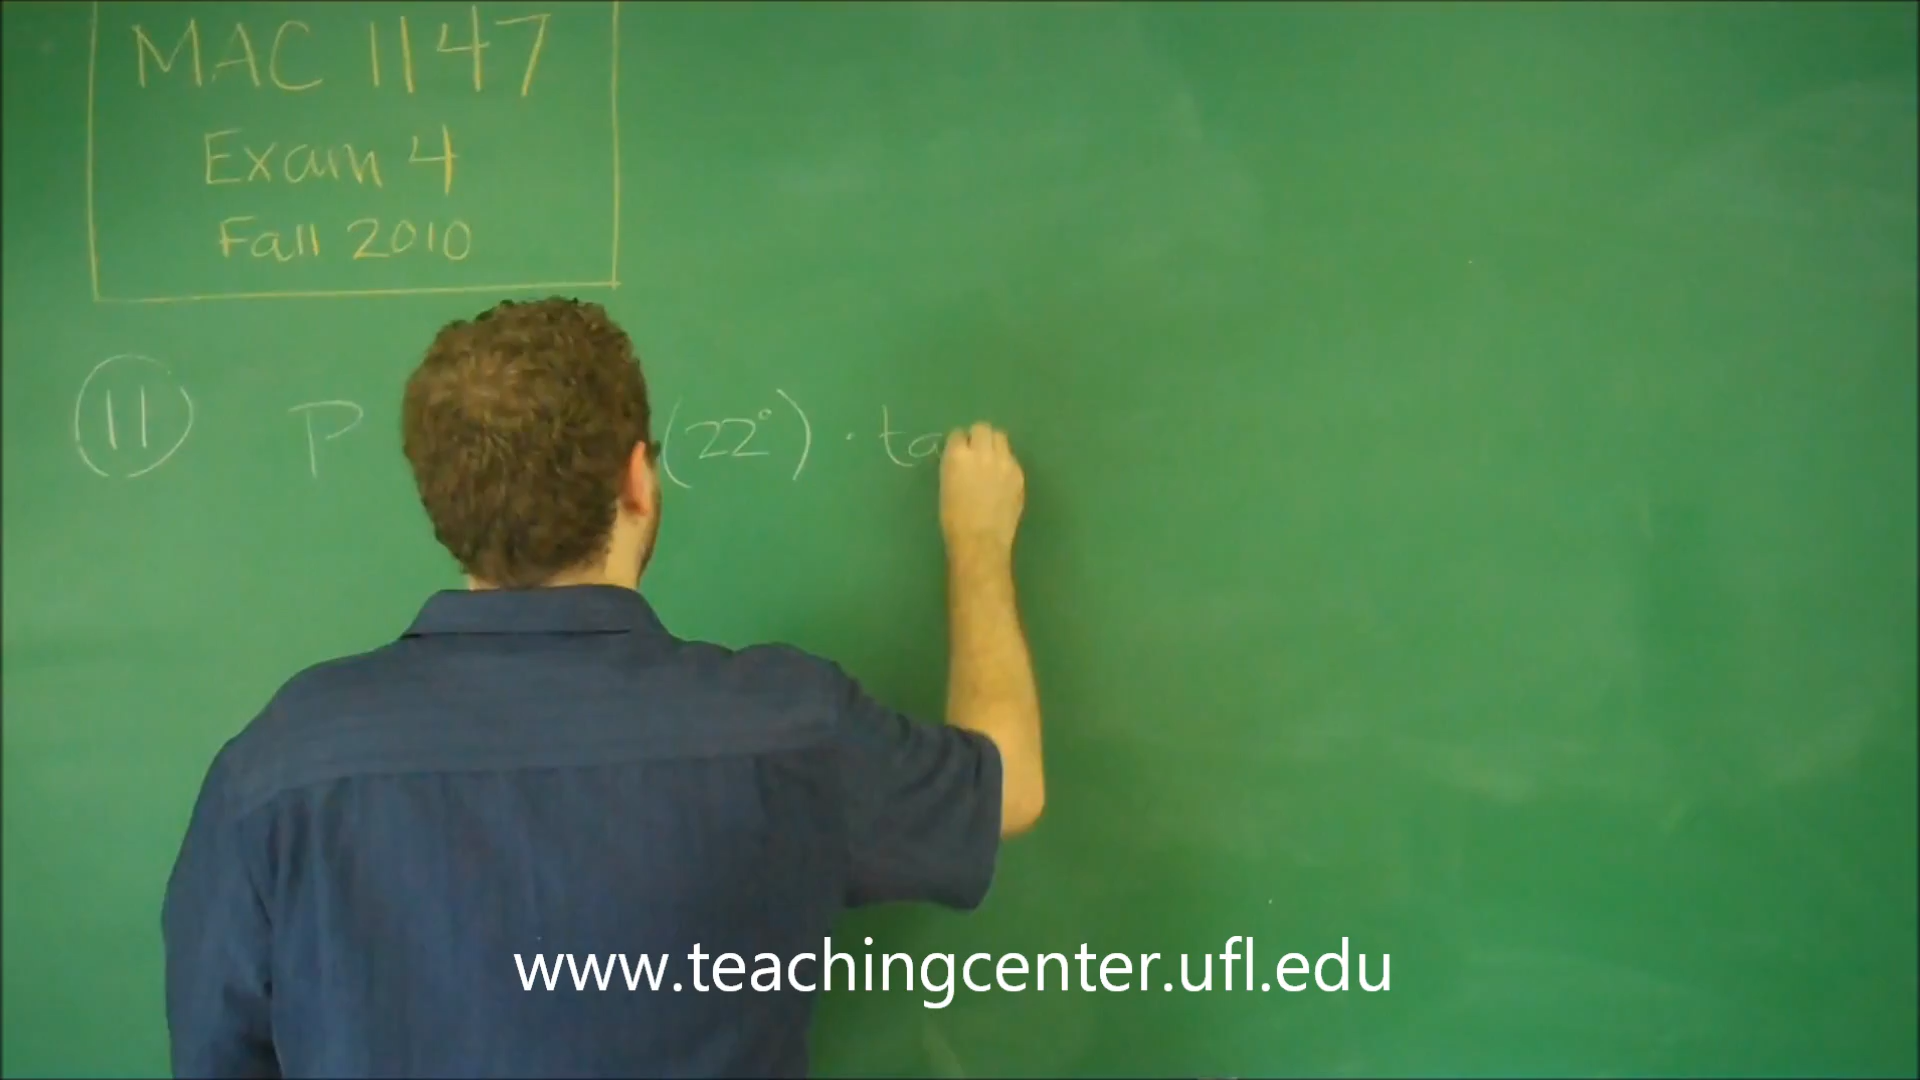 MAC 1147
Exam 4
Fall 2010
11 P (22°) · ta
www.teachingcenter.ufl.edu